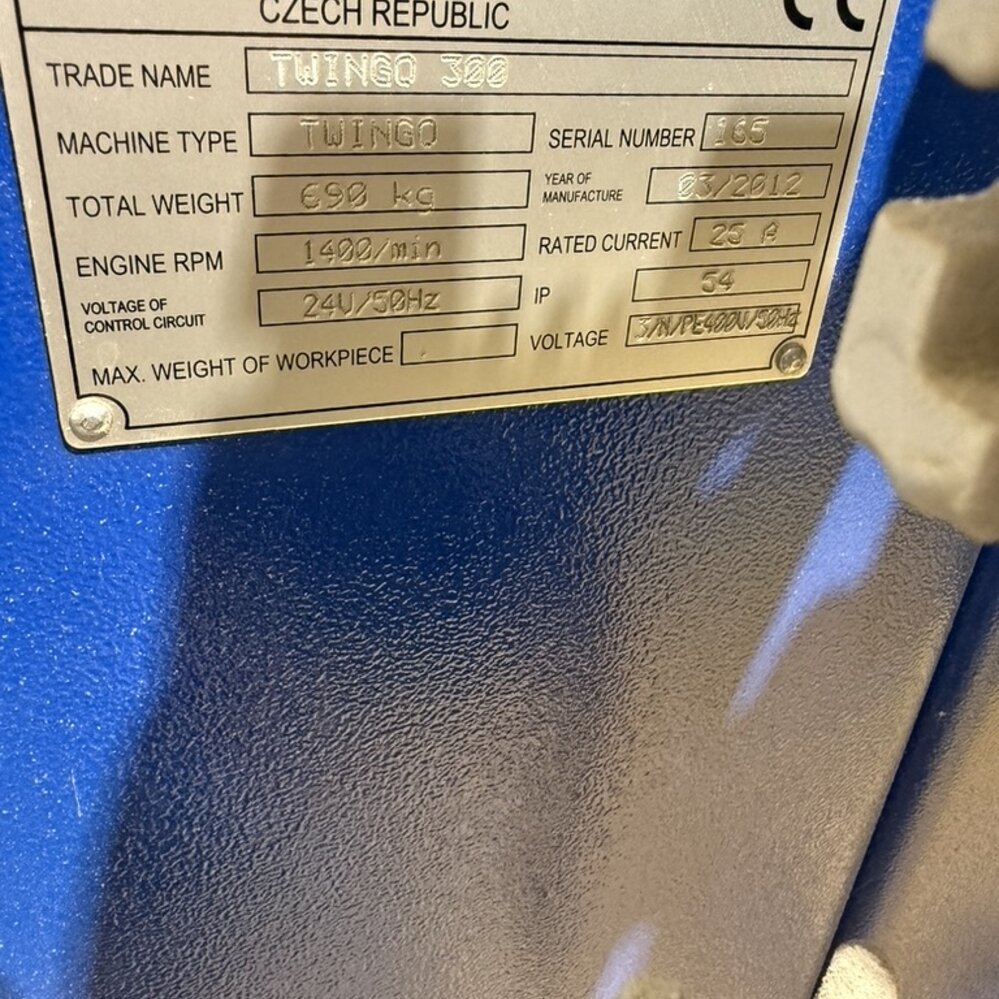 CZECH REPUBLIC
CE
TRADE NAME TWINGO 300
MACHINE TYPE TWINGO SERIAL NUMBER 165
TOTAL WEIGHT 690 kg YEAR OF MANUFACTURE 03/2012
ENGINE RPM 1400/min RATED CURRENT 25 A
VOLTAGE OF CONTROL CIRCUIT 24V/50Hz IP 54
MAX. WEIGHT OF WORKPIECE VOLTAGE 3/N/PE400V/50Hz